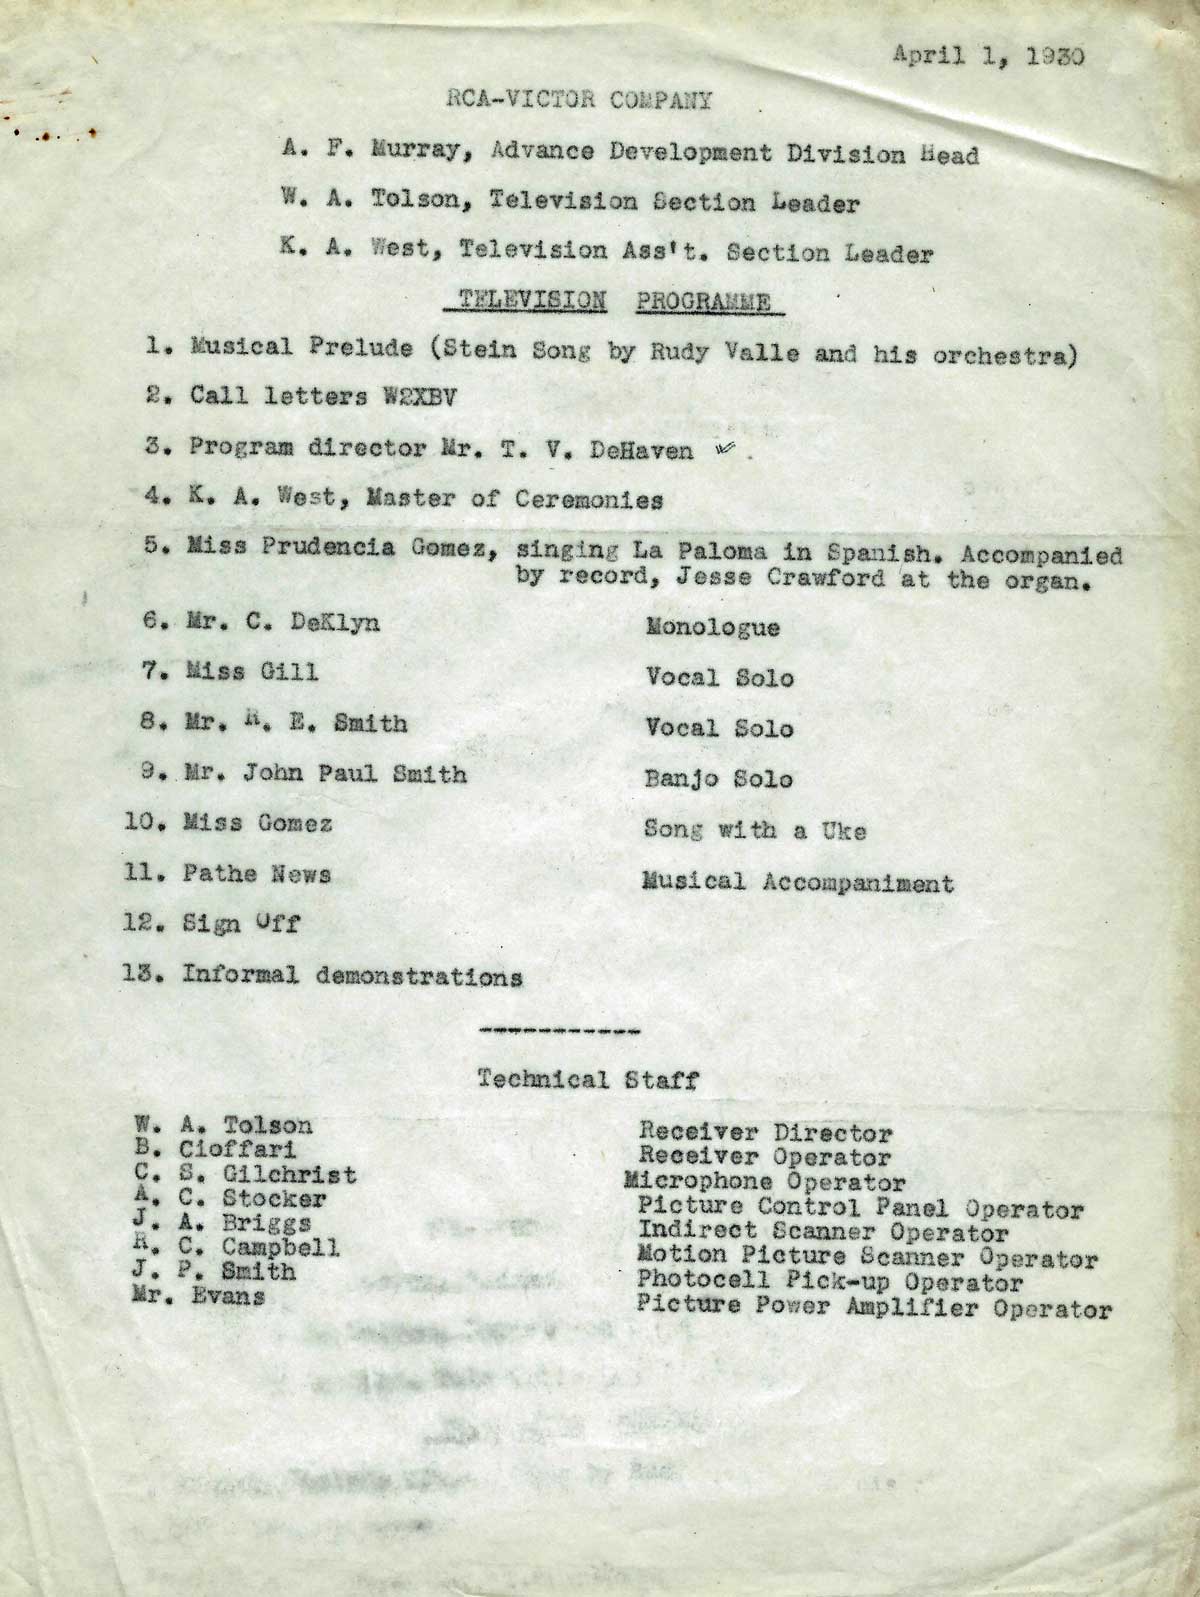 April 1, 1930
RCA-VICTOR COMPANY
A. F. Murray, Advance Development Division Head
W. A. Tolson, Television Section Leader
K. A. West, Television Ass't. Section Leader
TELEVISION PROGRAMME
1. Musical Prelude (Stein Song by Rudy Valle and his orchestra)
2. Call letters W2XBV
3. Program director Mr. T. V. DeHaven
4. K. A. West, Master of Ceremonies
5. Miss Prudencia Gomez, singing La Paloma in Spanish. Accompanied
by record, Jesse Crawford at the organ.
6. Mr. C. DeKlyn Monologue
7. Miss Gill Vocal Solo
8. Mr. R. E. Smith Vocal Solo
9. Mr. John Paul Smith Banjo Solo
10. Miss Gomez Song with a Uke
11. Pathe News Musical Accompaniment
12. Sign Off
13. Informal demonstrations
-----------
Technical Staff
W. A. Tolson Receiver Director
B. Cioffari Receiver Operator
C. S. Gilchrist Microphone Operator
A. C. Stocker Picture Control Panel Operator
J. A. Briggs Indirect Scanner Operator
R. C. Campbell Motion Picture Scanner Operator
J. P. Smith Photocell Pick-up Operator
Mr. Evans Picture Power Amplifier Operator